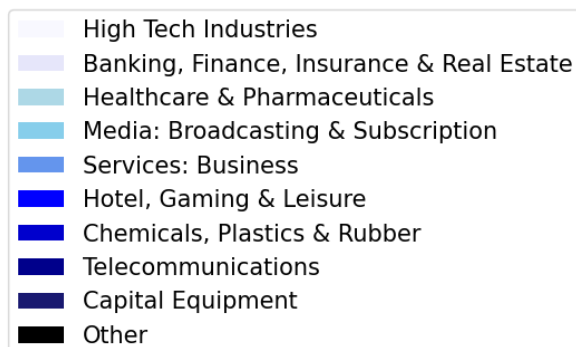 High Tech Industries
Banking, Finance, Insurance & Real Estate
Healthcare & Pharmaceuticals
Media: Broadcasting & Subscription
Services: Business
Hotel, Gaming & Leisure
Chemicals, Plastics & Rubber
Telecommunications
Capital Equipment
Other